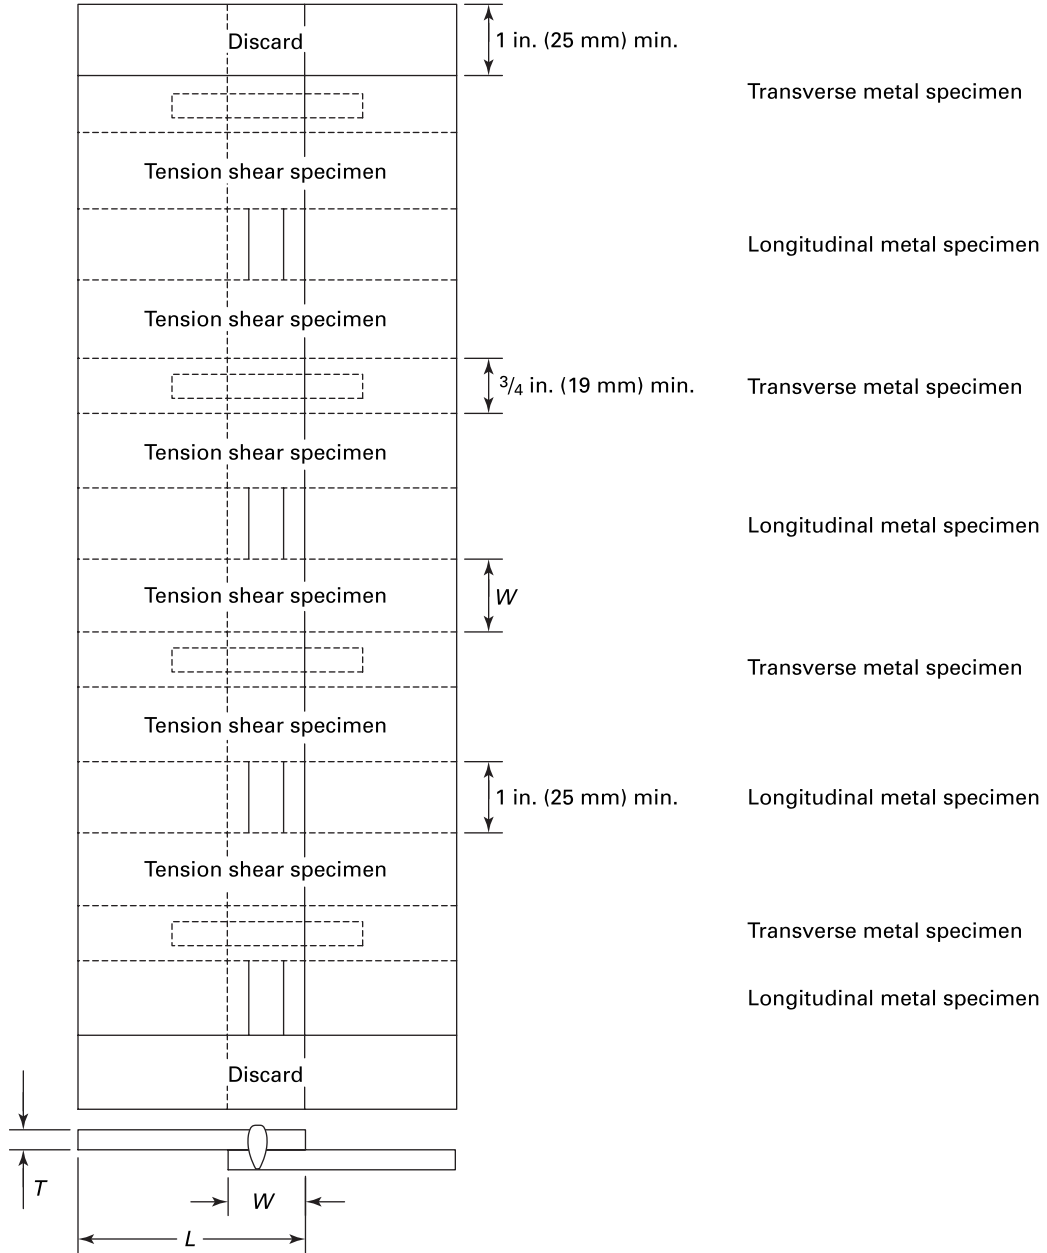 Discard
1 in. (25 mm) min.
Transverse metal specimen
Tension shear specimen
Longitudinal metal specimen
Tension shear specimen
3/4 in. (19 mm) min.
Transverse metal specimen
Tension shear specimen
Longitudinal metal specimen
Tension shear specimen
W
Transverse metal specimen
Tension shear specimen
1 in. (25 mm) min.
Longitudinal metal specimen
Tension shear specimen
Transverse metal specimen
Longitudinal metal specimen
Discard
T
W
L